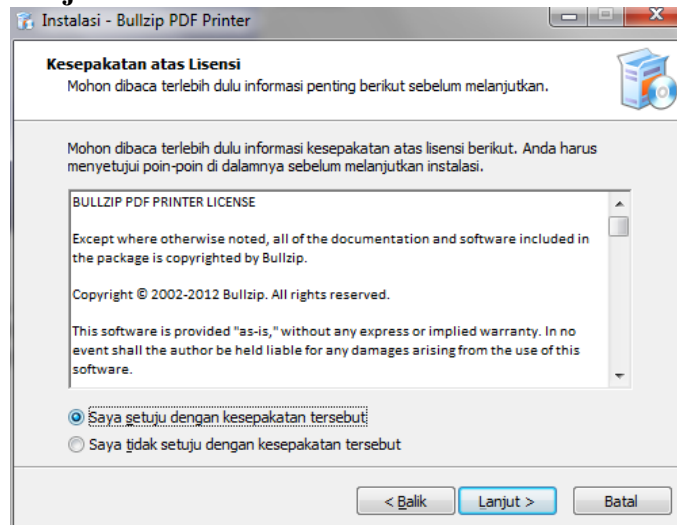 Instalasi - Bullzip PDF Printer
Kesepakatan atas Lisensi
Mohon dibaca terlebih dulu informasi penting berikut sebelum melanjutkan.
Mohon dibaca terlebih dulu informasi kesepakatan atas lisensi berikut. Anda harus
menyetujui poin-poin di dalamnya sebelum melanjutkan instalasi.
BULLZIP PDF PRINTER LICENSE
Except where otherwise noted, all of the documentation and software included in
the package is copyrighted by Bullzip.
Copyright © 2002-2012 Bullzip. All rights reserved.
This software is provided "as-is," without any express or implied warranty. In no
event shall the author be held liable for any damages arising from the use of this
software.
Saya setuju dengan kesepakatan tersebut
Saya tidak setuju dengan kesepakatan tersebut
< Balik Lanjut > Batal